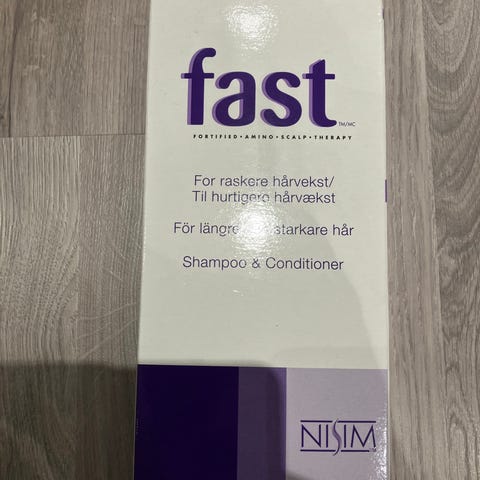 fast
TM/MC
FORTIFIED • AMINO • SCALP • THERAPY
For raskere hårvekst/
Til hurtigere hårvækst
För längre starkare hår
Shampoo & Conditioner
NISIM